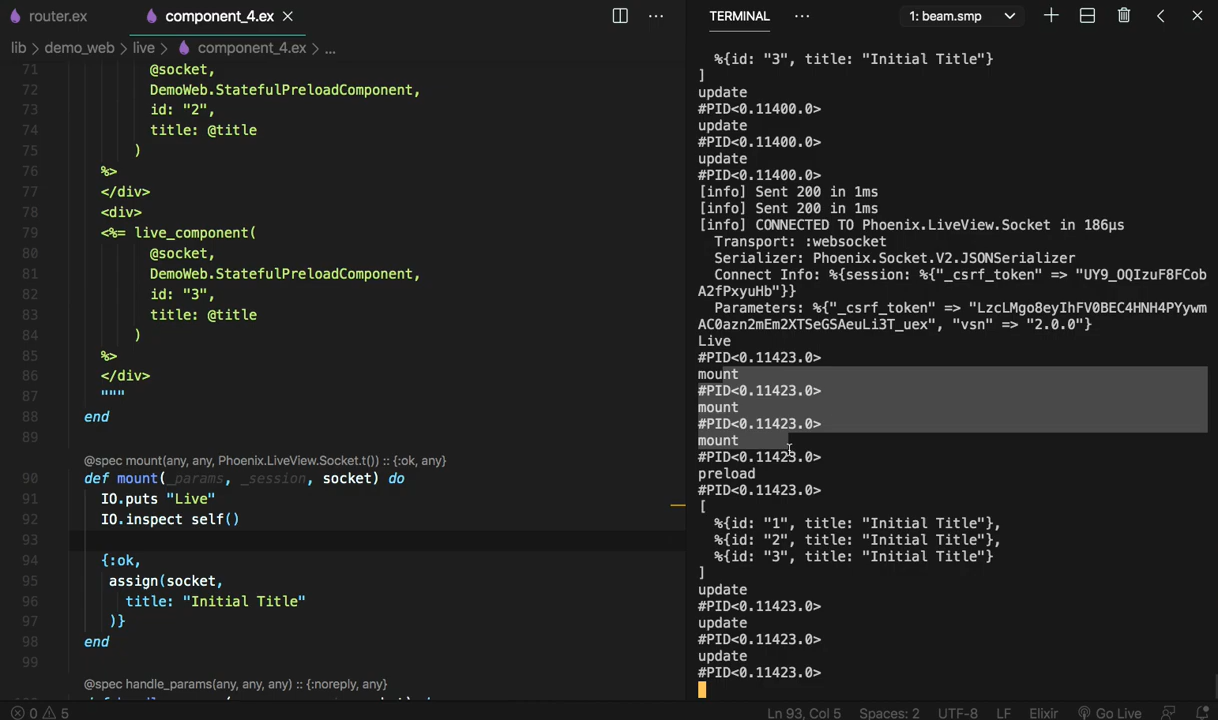 router.ex
component_4.ex
lib > demo_web > live > component_4.ex > ...
71 @socket,
72 DemoWeb.StatefulPreloadComponent,
73 id: "2",
74 title: @title
75 )
76 %>
77 </div>
78 <div>
79 <%= live_component(
80 @socket,
81 DemoWeb.StatefulPreloadComponent,
82 id: "3",
83 title: @title
84 )
85 %>
86 </div>
87 """
88 end
89
@spec mount(any, any, Phoenix.LiveView.Socket.t()) :: {:ok, any}
90 def mount(_params, _session, socket) do
91 IO.puts "Live"
92 IO.inspect self()
93
94 {:ok,
95 assign(socket,
96 title: "Initial Title"
97 )}
98 end
99
@spec handle_params(any, any, any) :: {:noreply, any}
0 5
TERMINAL
1: beam.smp
%{id: "3", title: "Initial Title"}
]
update
#PID<0.11400.0>
update
#PID<0.11400.0>
update
#PID<0.11400.0>
[info] Sent 200 in 1ms
[info] Sent 200 in 1ms
[info] CONNECTED TO Phoenix.LiveView.Socket in 186µs
Transport: :websocket
Serializer: Phoenix.Socket.V2.JSONSerializer
Connect Info: %{session: %{"_csrf_token" => "UY9_OQIzuF8FCob
A2fPxyuHb"}}
Parameters: %{"_csrf_token" => "LzcLMgo8eyIhFV0BEC4HNH4PYywm
AC0azn2mEm2XTSeGSAeuLi3T_uex", "vsn" => "2.0.0"}
Live
#PID<0.11423.0>
mount
#PID<0.11423.0>
mount
#PID<0.11423.0>
mount
#PID<0.11423.0>
preload
#PID<0.11423.0>
[
%{id: "1", title: "Initial Title"},
%{id: "2", title: "Initial Title"},
%{id: "3", title: "Initial Title"}
]
update
#PID<0.11423.0>
update
#PID<0.11423.0>
update
#PID<0.11423.0>
Ln 93, Col 5 Spaces: 2 UTF-8 LF Elixir Go Live